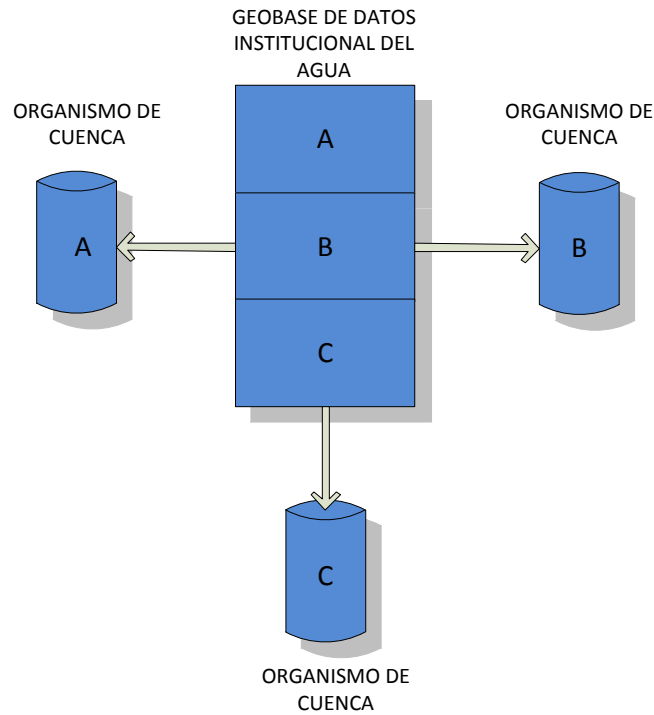 GEOBASE DE DATOS
INSTITUCIONAL DEL
AGUA
ORGANISMO DE
CUENCA
ORGANISMO DE
CUENCA
A
A
B
B
C
C
ORGANISMO DE
CUENCA